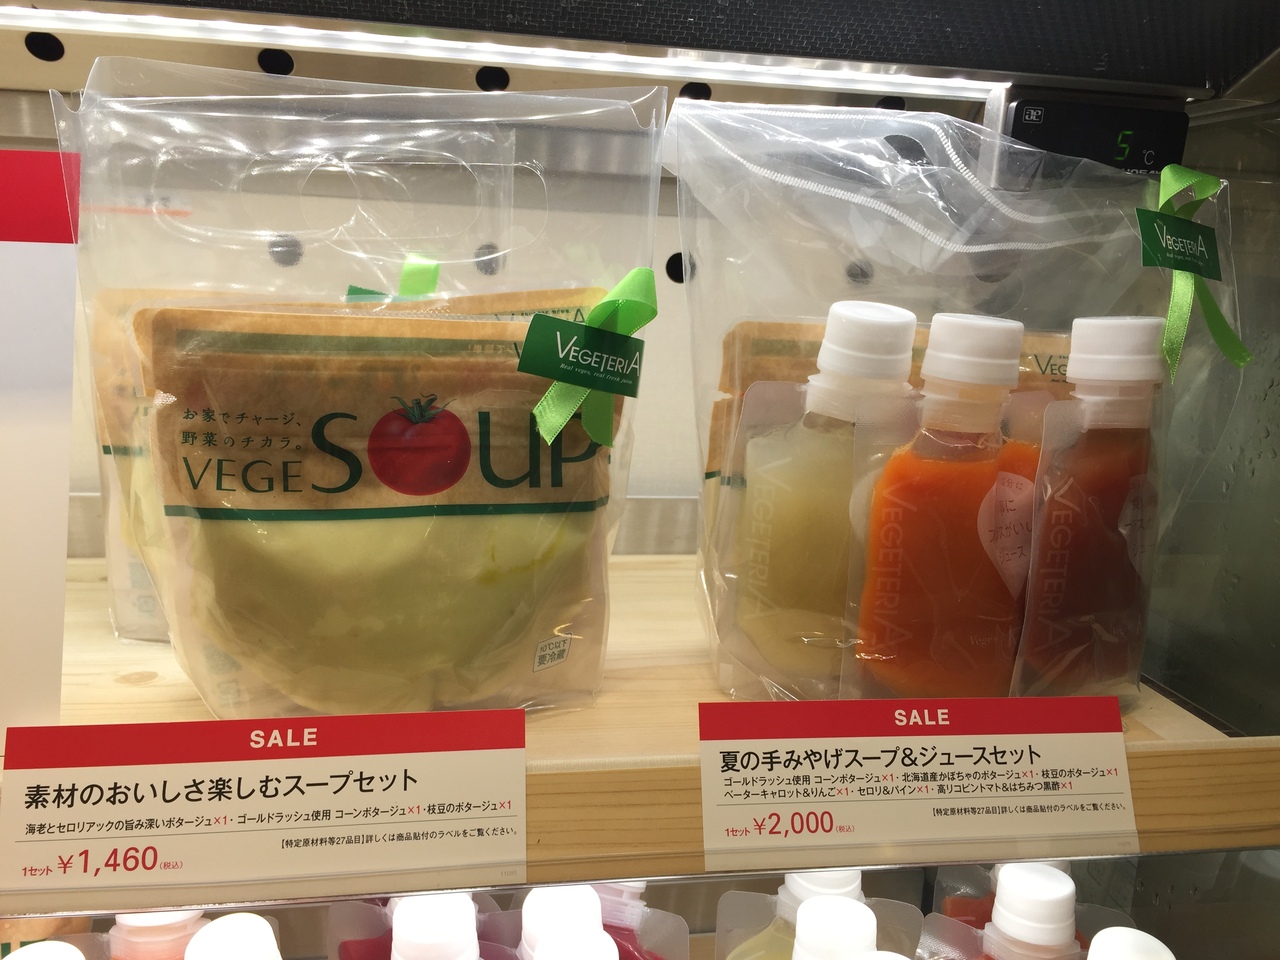 5 ℃
VEGETERIA
Real veges, real fresh juice
お家でチャージ、
野菜のチカラ。
VEGE SOUP
10℃以下
要冷蔵
VEGETERIA
VEGETERIA
VEGETERIA
VEGETERIA
SALE
素材のおいしさ楽しむスープセット
海老とセロリアックの旨み深いポタージュ×1・ゴールドラッシュ使用 コーンポタージュ×1・枝豆のポタージュ×1
【特定原材料等27品目】詳しくは商品貼付のラベルをご覧ください。
1セット ¥1,460(税込)
SALE
夏の手みやげスープ&ジュースセット
ゴールドラッシュ使用 コーンポタージュ×1・北海道産かぼちゃのポタージュ×1・枝豆のポタージュ×1
ベーターキャロット&りんご×1・セロリ&パイン×1・高リコピントマト&はちみつ黒酢×1
【特定原材料等27品目】詳しくは商品貼付のラベルをご覧ください。
1セット ¥2,000(税込)